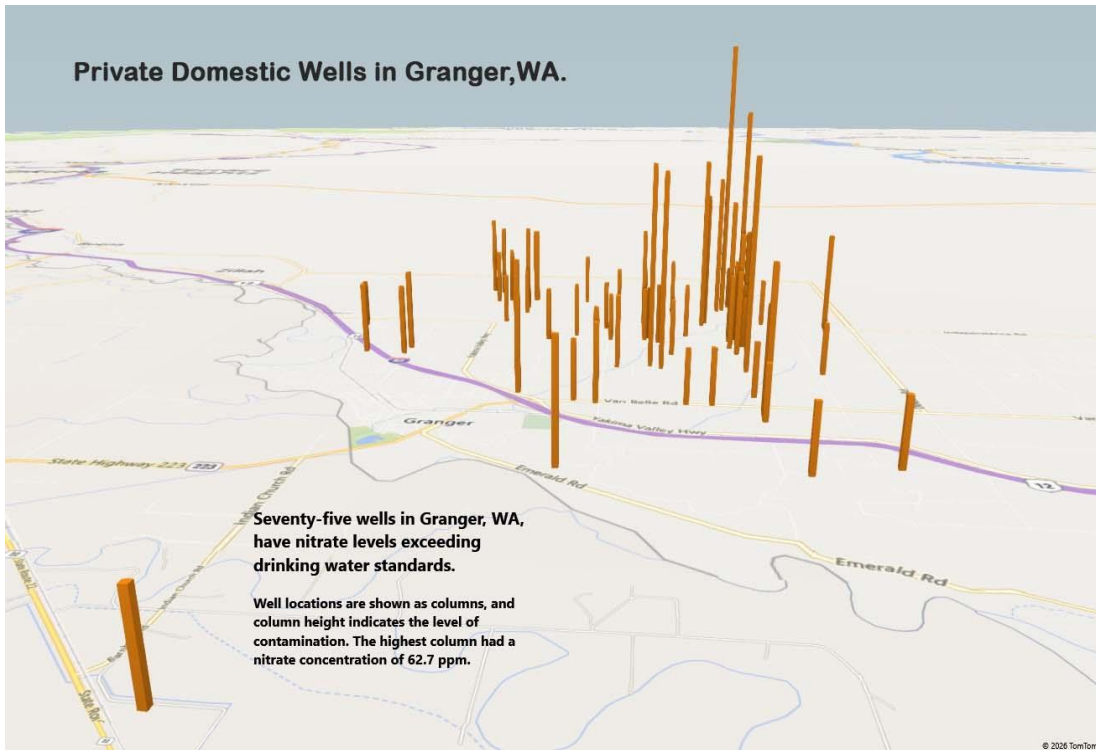 Private Domestic Wells in Granger,WA.
Zillah
12
Van Belle Rd
Granger
Yakima Valley Hwy
State Highway 223
223
Emerald Rd
12
Indian Church Rd
Seventy-five wells in Granger, WA,
have nitrate levels exceeding
drinking water standards.
Emerald Rd
Well locations are shown as columns, and
column height indicates the level of
contamination. The highest column had a
nitrate concentration of 62.7 ppm.
© 2026 TomTom